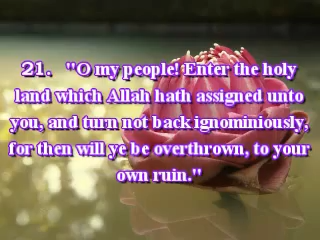 21. "O my people! Enter the holy
land which Allah hath assigned unto
you, and turn not back ignominiously,
for then will ye be overthrown, to your
own ruin."